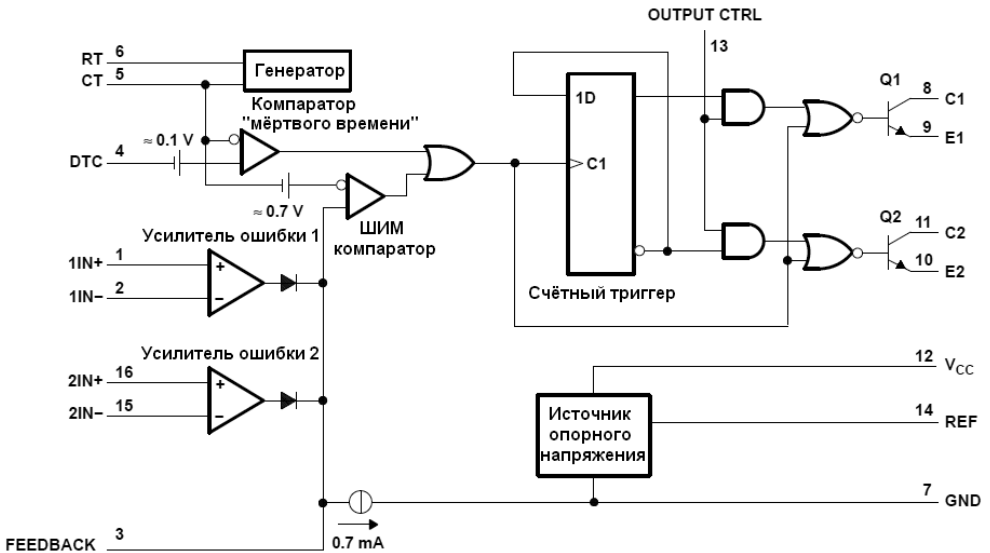 OUTPUT CTRL
13
RT 6
CT 5
Генератор
Компаратор
"мёртвого времени"
≈ 0.1 V
DTC 4
≈ 0.7 V
ШИМ
компаратор
1D
C1
Счётный триггер
Q1
8 C1
9 E1
Q2
11 C2
10 E2
Усилитель ошибки 1
1IN+ 1
+
1IN− 2
−
Усилитель ошибки 2
2IN+ 16
+
2IN− 15
−
12 VCC
Источник
опорного
напряжения
14 REF
7 GND
0.7 mA
FEEDBACK 3